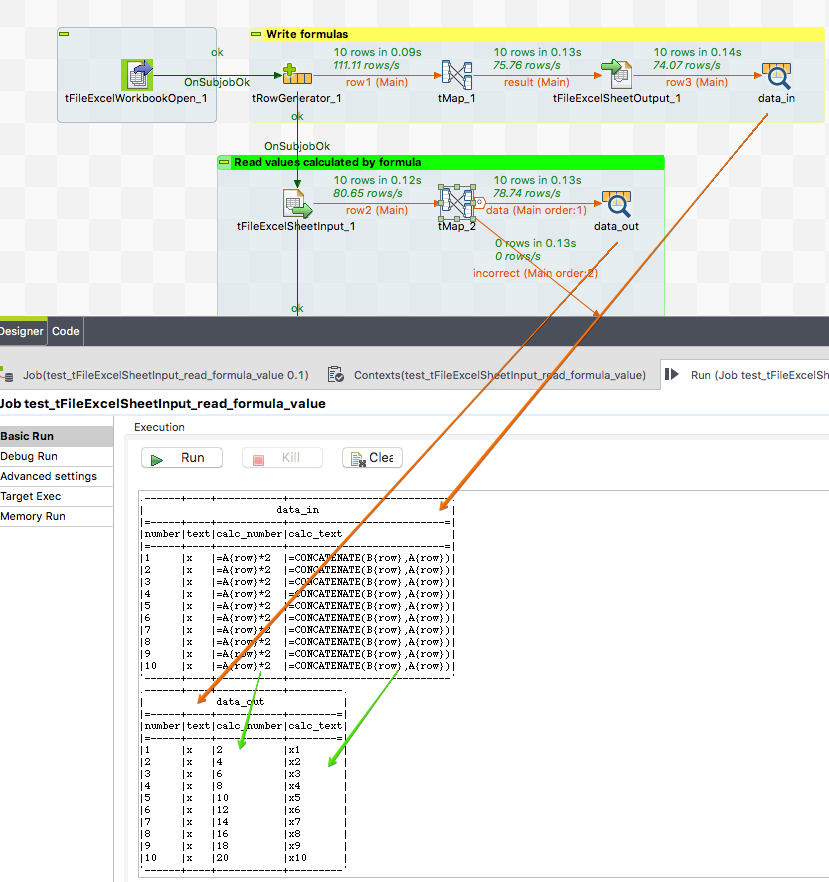 Write formulas
ok
10 rows in 0.09s
10 rows in 0.13s
10 rows in 0.14s
111.11 rows/s
75.76 rows/s
74.07 rows/s
OnSubjobOk
row1 (Main)
result (Main)
row3 (Main)
tFileExcelWorkbookOpen_1
tRowGenerator_1
tMap_1
tFileExcelSheetOutput_1
data_in
ok
OnSubjobOk
Read values calculated by formula
10 rows in 0.12s
10 rows in 0.13s
80.65 rows/s
78.74 rows/s
row2 (Main)
data (Main order:1)
tFileExcelSheetInput_1
tMap_2
data_out
0 rows in 0.13s
0 rows/s
incorrect (Main order:2)
ok
Designer
Code
Job(test_tFileExcelSheetInput_read_formula_value 0.1)
Contexts(test_tFileExcelSheetInput_read_formula_value)
Run (Job test_tFileExcelSh
Job test_tFileExcelSheetInput_read_formula_value
Basic Run
Debug Run
Advanced settings
Target Exec
Memory Run
Execution
Run
Kill
Clea
.------+----+-----------+---------------------------.
| data_in |
|=-----+----+-----------+--------------------------=|
|number|text|calc_number|calc_text |
|=-----+----+-----------+--------------------------=|
|1 |x |=A{row}*2 |=CONCATENATE(B{row},A{row})|
|2 |x |=A{row}*2 |=CONCATENATE(B{row},A{row})|
|3 |x |=A{row}*2 |=CONCATENATE(B{row},A{row})|
|4 |x |=A{row}*2 |=CONCATENATE(B{row},A{row})|
|5 |x |=A{row}*2 |=CONCATENATE(B{row},A{row})|
|6 |x |=A{row}*2 |=CONCATENATE(B{row},A{row})|
|7 |x |=A{row}*2 |=CONCATENATE(B{row},A{row})|
|8 |x |=A{row}*2 |=CONCATENATE(B{row},A{row})|
|9 |x |=A{row}*2 |=CONCATENATE(B{row},A{row})|
|10 |x |=A{row}*2 |=CONCATENATE(B{row},A{row})|
'------+----+-----------+---------------------------'
.------+----+-----------+---------.
| data_out |
|=-----+----+-----------+--------=|
|number|text|calc_number|calc_text|
|=-----+----+-----------+--------=|
|1 |x |2 |x1 |
|2 |x |4 |x2 |
|3 |x |6 |x3 |
|4 |x |8 |x4 |
|5 |x |10 |x5 |
|6 |x |12 |x6 |
|7 |x |14 |x7 |
|8 |x |16 |x8 |
|9 |x |18 |x9 |
|10 |x |20 |x10 |
'------+----+-----------+---------'